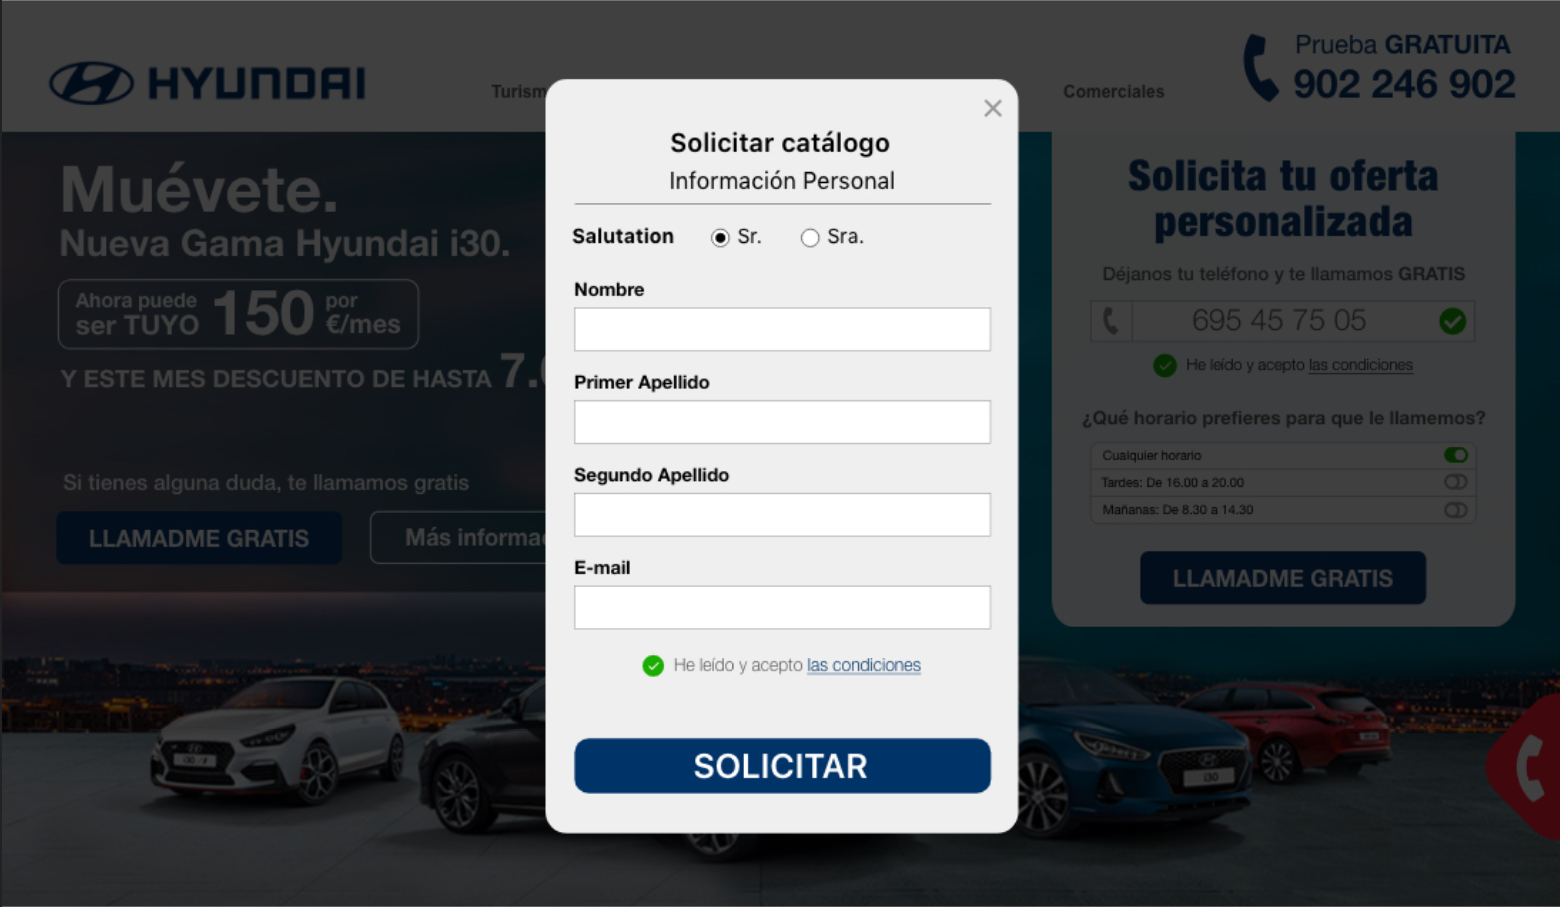 HYUNDAI
Turism
Comerciales
Prueba GRATUITA
902 246 902
Muévete.
Nueva Gama Hyundai i30.
Ahora puede
ser TUYO 150 por
€/mes
Y ESTE MES DESCUENTO DE HASTA 7.
Si tienes alguna duda, te llamamos gratis
LLAMADME GRATIS
Más informac
Solicitar catálogo
Información Personal
Salutation Sr. Sra.
Nombre
Primer Apellido
Segundo Apellido
E-mail
He leído y acepto las condiciones
SOLICITAR
Solicita tu oferta
personalizada
Déjanos tu teléfono y te llamamos GRATIS
695 45 75 05
He leído y acepto las condiciones
¿Qué horario prefieres para que le llamemos?
Cualquier horario
Tardes: De 16.00 a 20.00
Mañanas: De 8.30 a 14.30
LLAMADME GRATIS
i30